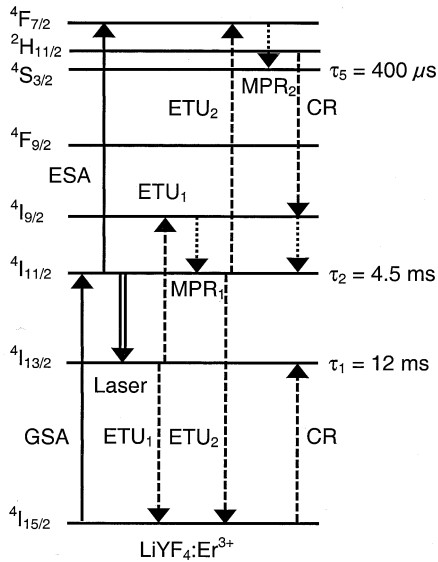 ⁴F₇/₂
²H₁₁/₂
⁴S₃/₂
τ₅ = 400 μs
MPR₂
ETU₂
CR
⁴F₉/₂
ESA
ETU₁
⁴I₉/₂
⁴I₁₁/₂
τ₂ = 4.5 ms
MPR₁
⁴I₁₃/₂
τ₁ = 12 ms
Laser
GSA
ETU₁
ETU₂
CR
⁴I₁₅/₂
LiYF₄:Er³⁺